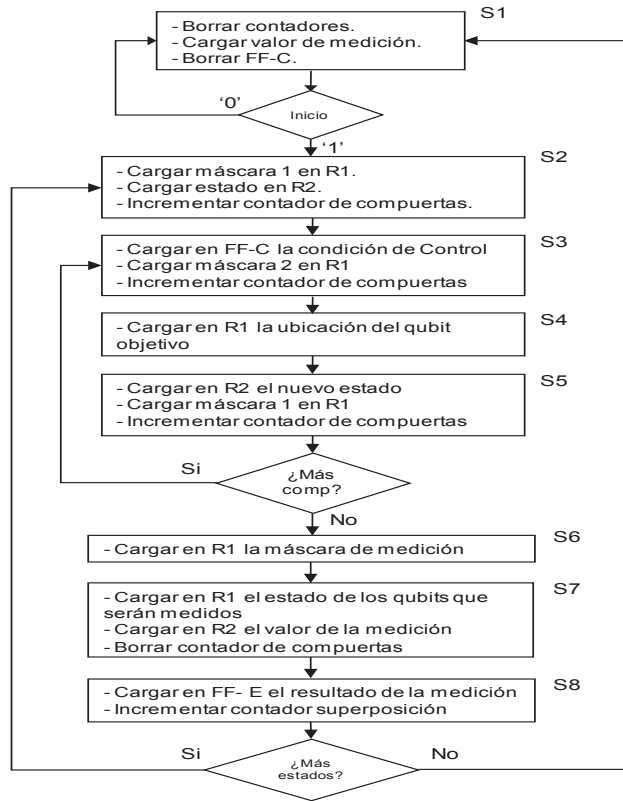 S1
- Borrar contadores.
- Cargar valor de medición.
- Borrar FF-C.
'0'
Inicio
'1'
S2
- Cargar máscara 1 en R1.
- Cargar estado en R2.
- Incrementar contador de compuertas.
S3
- Cargar en FF-C la condición de Control
- Cargar máscara 2 en R1
- Incrementar contador de compuertas
S4
- Cargar en R1 la ubicación del qubit
objetivo
S5
- Cargar en R2 el nuevo estado
- Cargar máscara 1 en R1
- Incrementar contador de compuertas
Si
¿Más
comp?
No
S6
- Cargar en R1 la máscara de medición
S7
- Cargar en R1 el estado de los qubits que
serán medidos
- Cargar en R2 el valor de la medición
- Borrar contador de compuertas
S8
- Cargar en FF- E el resultado de la medición
- Incrementar contador superposición
Si
¿Más
estados?
No